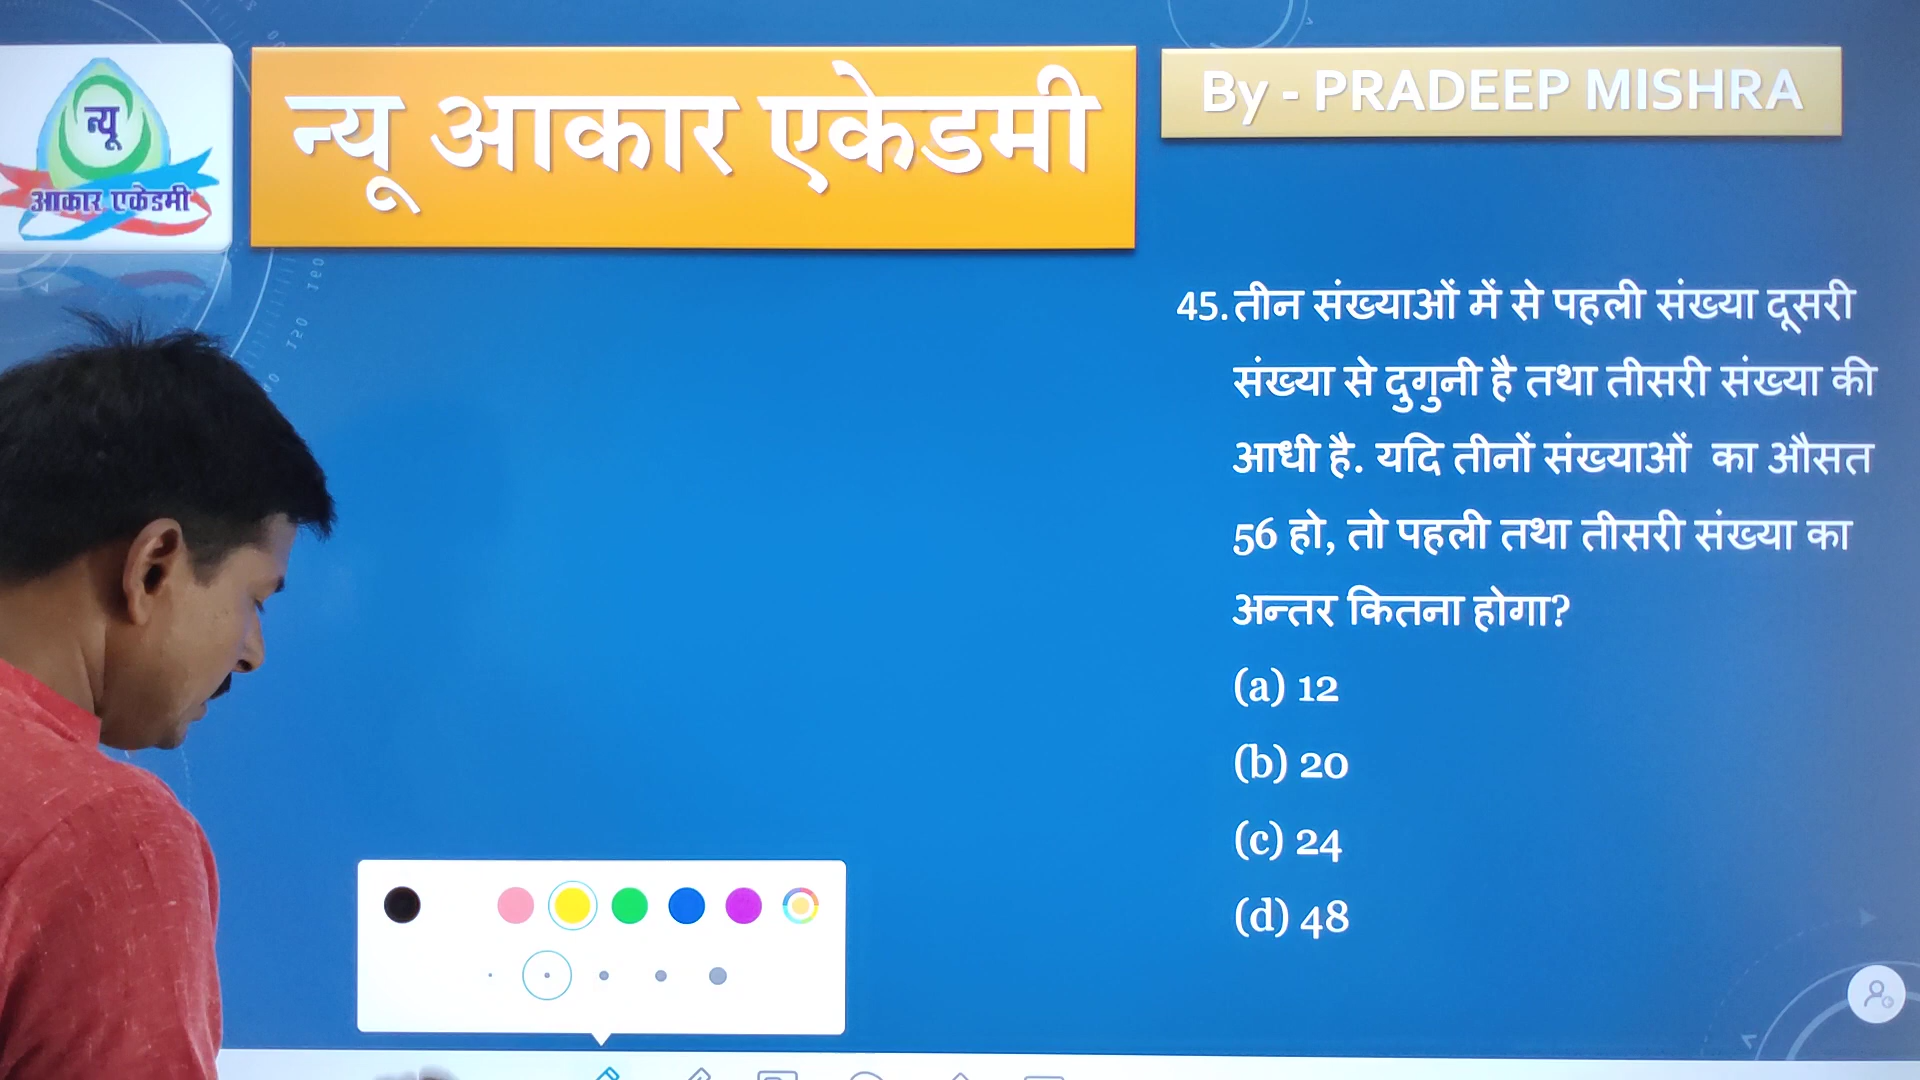 न्यू
आकार एकेडमी
न्यू आकार एकेडमी
By - PRADEEP MISHRA
45. तीन संख्याओं में से पहली संख्या दूसरी
संख्या से दुगुनी है तथा तीसरी संख्या की
आधी है. यदि तीनों संख्याओं का औसत
56 हो, तो पहली तथा तीसरी संख्या का
अन्तर कितना होगा?
(a) 12
(b) 20
(c) 24
(d) 48